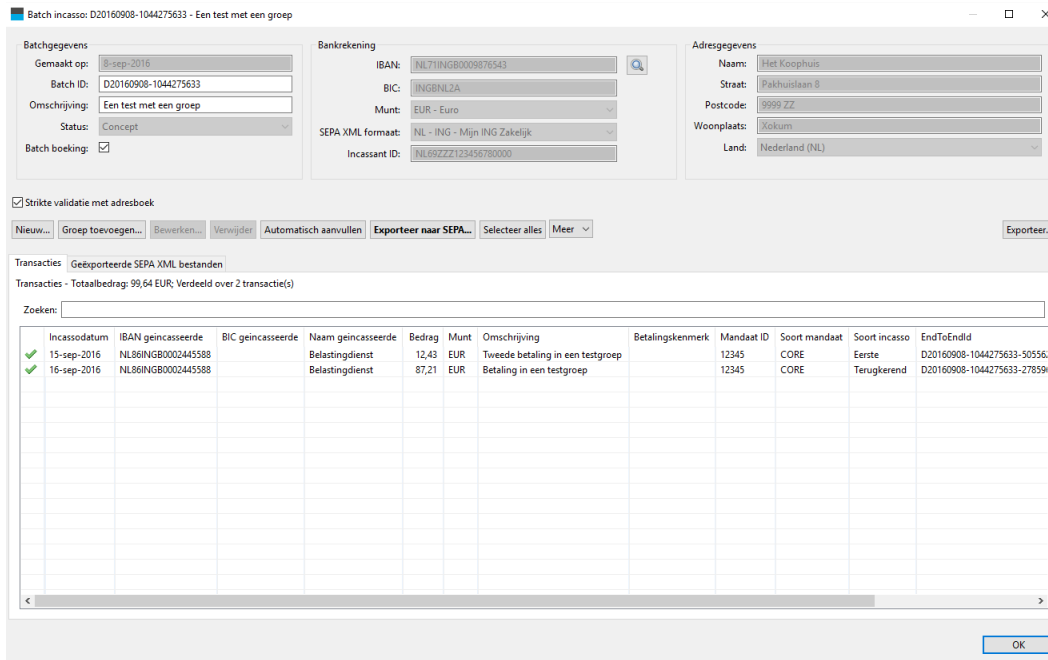 Batch incasso: D20160908-1044275633 - Een test met een groep
Batchgegevens
Gemaakt op: 8-sep-2016
Batch ID: D20160908-1044275633
Omschrijving: Een test met een groep
Status: Concept
Batch boeking:
Bankrekening
IBAN: NL71INGB0009876543
BIC: INGBNL2A
Munt: EUR - Euro
SEPA XML formaat: NL - ING - Mijn ING Zakelijk
Incassant ID: NL69ZZZ123456780000
Adresgegevens
Naam: Het Koophuis
Straat: Pakhuislaan 8
Postcode: 9999 ZZ
Woonplaats: Xokum
Land: Nederland (NL)
Strikte validatie met adresboek
Nieuw... Groep toevoegen... Bewerken... Verwijder Automatisch aanvullen Exporteer naar SEPA... Selecteer alles Meer Exporteer.
Transacties Geëxporteerde SEPA XML bestanden
Transacties - Totaalbedrag: 99,64 EUR; Verdeeld over 2 transactie(s)
Zoeken:
Incassodatum IBAN geincasseerde BIC geincasseerde Naam geincasseerde Bedrag Munt Omschrijving Betalingskenmerk Mandaat ID Soort mandaat Soort incasso EndToEndId
15-sep-2016 NL86INGB0002445588 Belastingdienst 12,43 EUR Tweede betaling in een testgroep 12345 CORE Eerste D20160908-1044275633-50556
16-sep-2016 NL86INGB0002445588 Belastingdienst 87,21 EUR Betaling in een testgroep 12345 CORE Terugkerend D20160908-1044275633-27859
OK